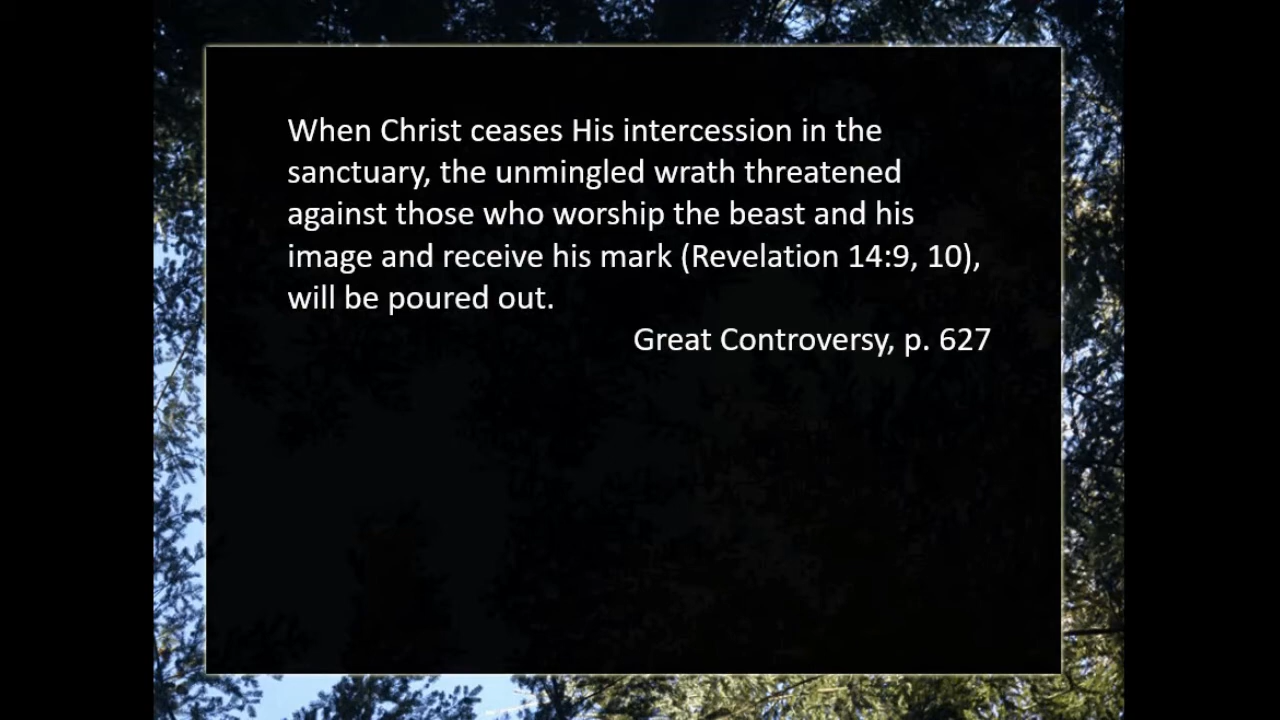 When Christ ceases His intercession in the
sanctuary, the unmingled wrath threatened
against those who worship the beast and his
image and receive his mark (Revelation 14:9, 10),
will be poured out.
Great Controversy, p. 627